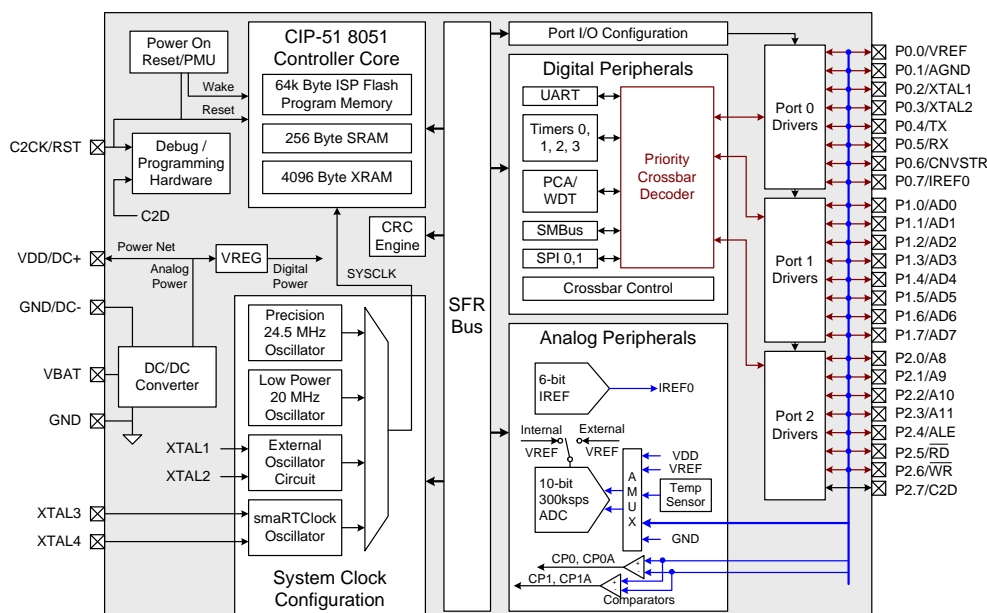 Power On
Reset/PMU
Wake
Reset
C2CK/RST
Debug /
Programming
Hardware
C2D
CIP-51 8051
Controller Core
64k Byte ISP Flash
Program Memory
256 Byte SRAM
4096 Byte XRAM
CRC
Engine
VDD/DC+
Power Net
Analog
Power
VREG
Digital
Power
SYSCLK
GND/DC-
VBAT
GND
DC/DC
Converter
Precision
24.5 MHz
Oscillator
Low Power
20 MHz
Oscillator
XTAL1
XTAL2
External
Oscillator
Circuit
XTAL3
XTAL4
smaRTClock
Oscillator
System Clock
Configuration
SFR
Bus
Port I/O Configuration
Digital Peripherals
UART
Timers 0,
1, 2, 3
PCA/
WDT
SMBus
SPI 0,1
Priority
Crossbar
Decoder
Crossbar Control
Analog Peripherals
6-bit
IREF
IREF0
Internal
VREF
External
VREF
10-bit
300ksps
ADC
A
M
U
X
VDD
VREF
Temp
Sensor
GND
CP0, CP0A
CP1, CP1A
+
-
+
-
Comparators
Port 0
Drivers
Port 1
Drivers
Port 2
Drivers
P0.0/VREF
P0.1/AGND
P0.2/XTAL1
P0.3/XTAL2
P0.4/TX
P0.5/RX
P0.6/CNVSTR
P0.7/IREF0
P1.0/AD0
P1.1/AD1
P1.2/AD2
P1.3/AD3
P1.4/AD4
P1.5/AD5
P1.6/AD6
P1.7/AD7
P2.0/A8
P2.1/A9
P2.2/A10
P2.3/A11
P2.4/ALE
P2.5/RD
P2.6/WR
P2.7/C2D